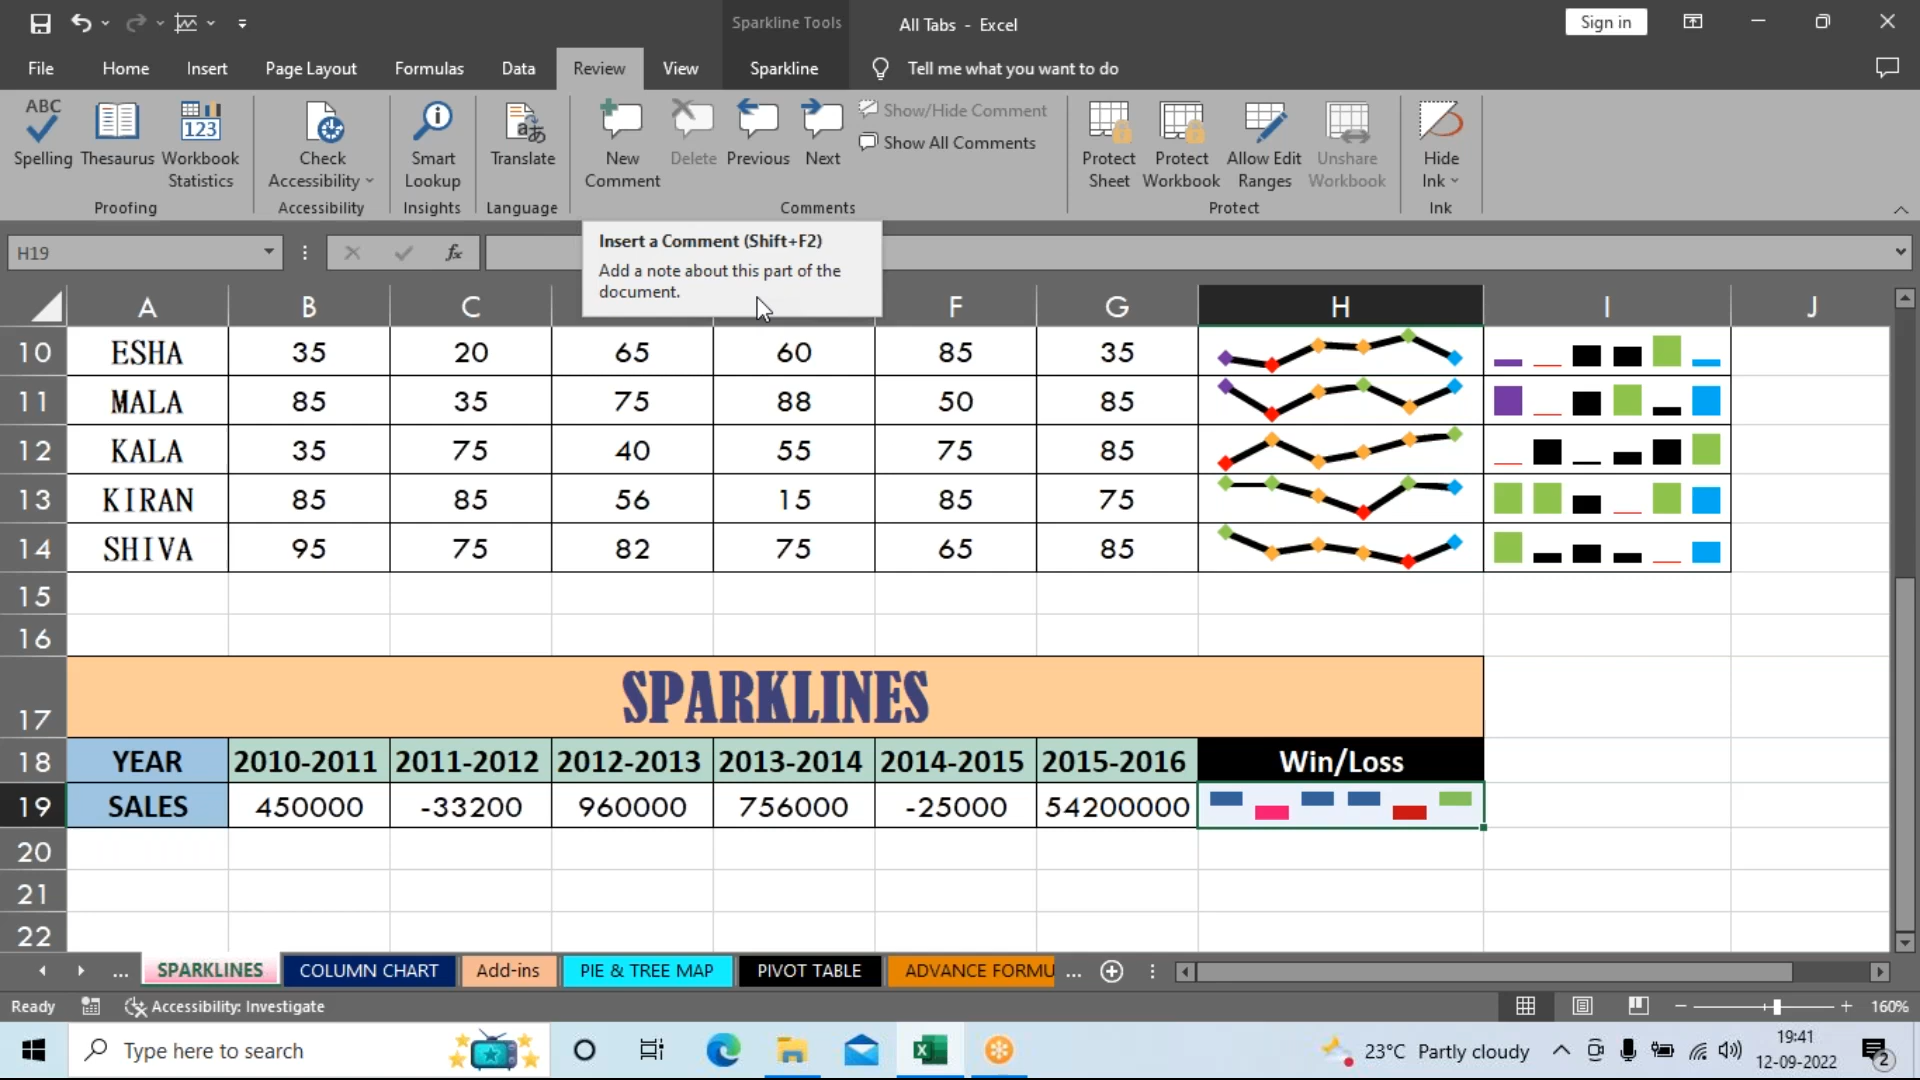 Sparkline Tools
All Tabs - Excel
Sign in
File Home Insert Page Layout Formulas Data Review View Sparkline Tell me what you want to do
ABC
123
Spelling Thesaurus Workbook Statistics
Check Accessibility
Smart Lookup
Translate
New Comment
Delete Previous Next
Show/Hide Comment
Show All Comments
Protect Sheet
Protect Workbook
Allow Edit Ranges
Unshare Workbook
Hide Ink
Proofing Accessibility Insights Language Comments Protect Ink
H19 fx
Insert a Comment (Shift+F2)
Add a note about this part of the
document.
A B C F G H I J
10 ESHA 35 20 65 60 85 35
11 MALA 85 35 75 88 50 85
12 KALA 35 75 40 55 75 85
13 KIRAN 85 85 56 15 85 75
14 SHIVA 95 75 82 75 65 85
15
16
17 SPARKLINES
18 YEAR 2010-2011 2011-2012 2012-2013 2013-2014 2014-2015 2015-2016 Win/Loss
19 SALES 450000 -33200 960000 756000 -25000 54200000
20
21
22
... SPARKLINES COLUMN CHART Add-ins PIE & TREE MAP PIVOT TABLE ADVANCE FORMU ...
Ready Accessibility: Investigate 160%
Type here to search
23°C Partly cloudy
19:41
12-09-2022
2